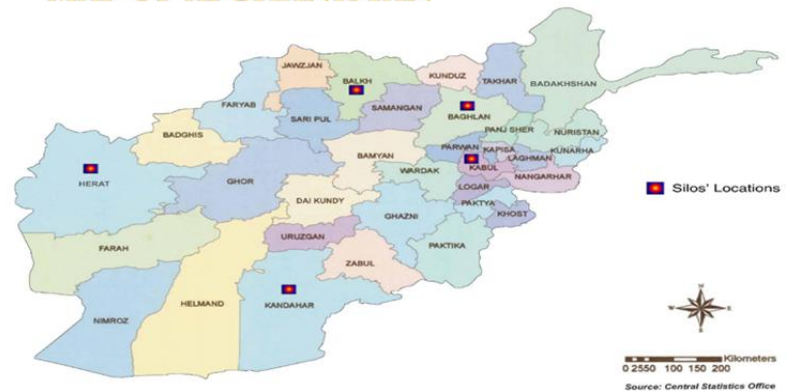 JAWZJAN
BALKH
KUNDUZ
TAKHAR
BADAKHSHAN
FARYAB
SARI PUL
SAMANGAN
BAGHLAN
BADGHIS
PANJ SHER
NURISTAN
PARWAN
KAPISA
KUNARHA
LAGHMAN
BAMYAN
KABUL
HERAT
GHOR
WARDAK
NANGARHAR
LOGAR
Silos' Locations
DAI KUNDY
PAKTYA
GHAZNI
KHOST
FARAH
URUZGAN
PAKTIKA
ZABUL
HELMAND
KANDAHAR
NIMROZ
N
W
E
S
Kilometers
0 2550 100 150 200
Source: Central Statistics Office